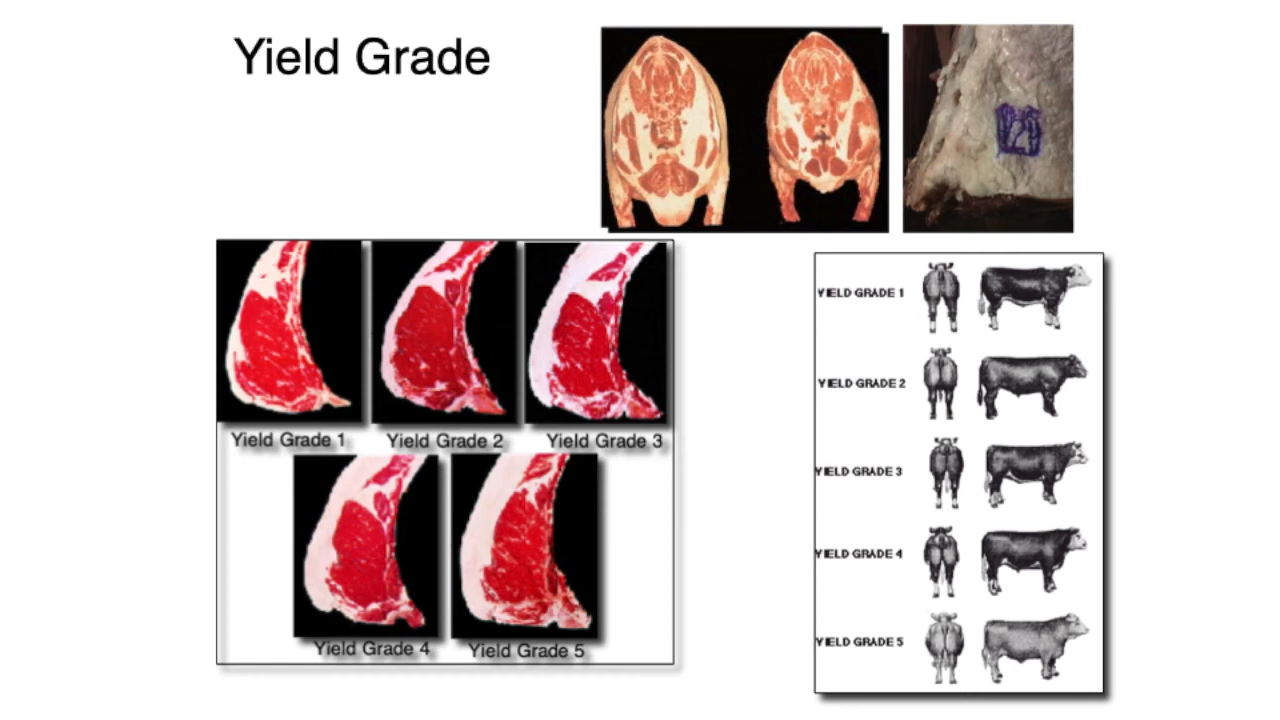 Yield Grade
Yield Grade 1
Yield Grade 2
Yield Grade 3
Yield Grade 4
Yield Grade 5
YIELD GRADE 1
YIELD GRADE 2
YIELD GRADE 3
YIELD GRADE 4
YIELD GRADE 5